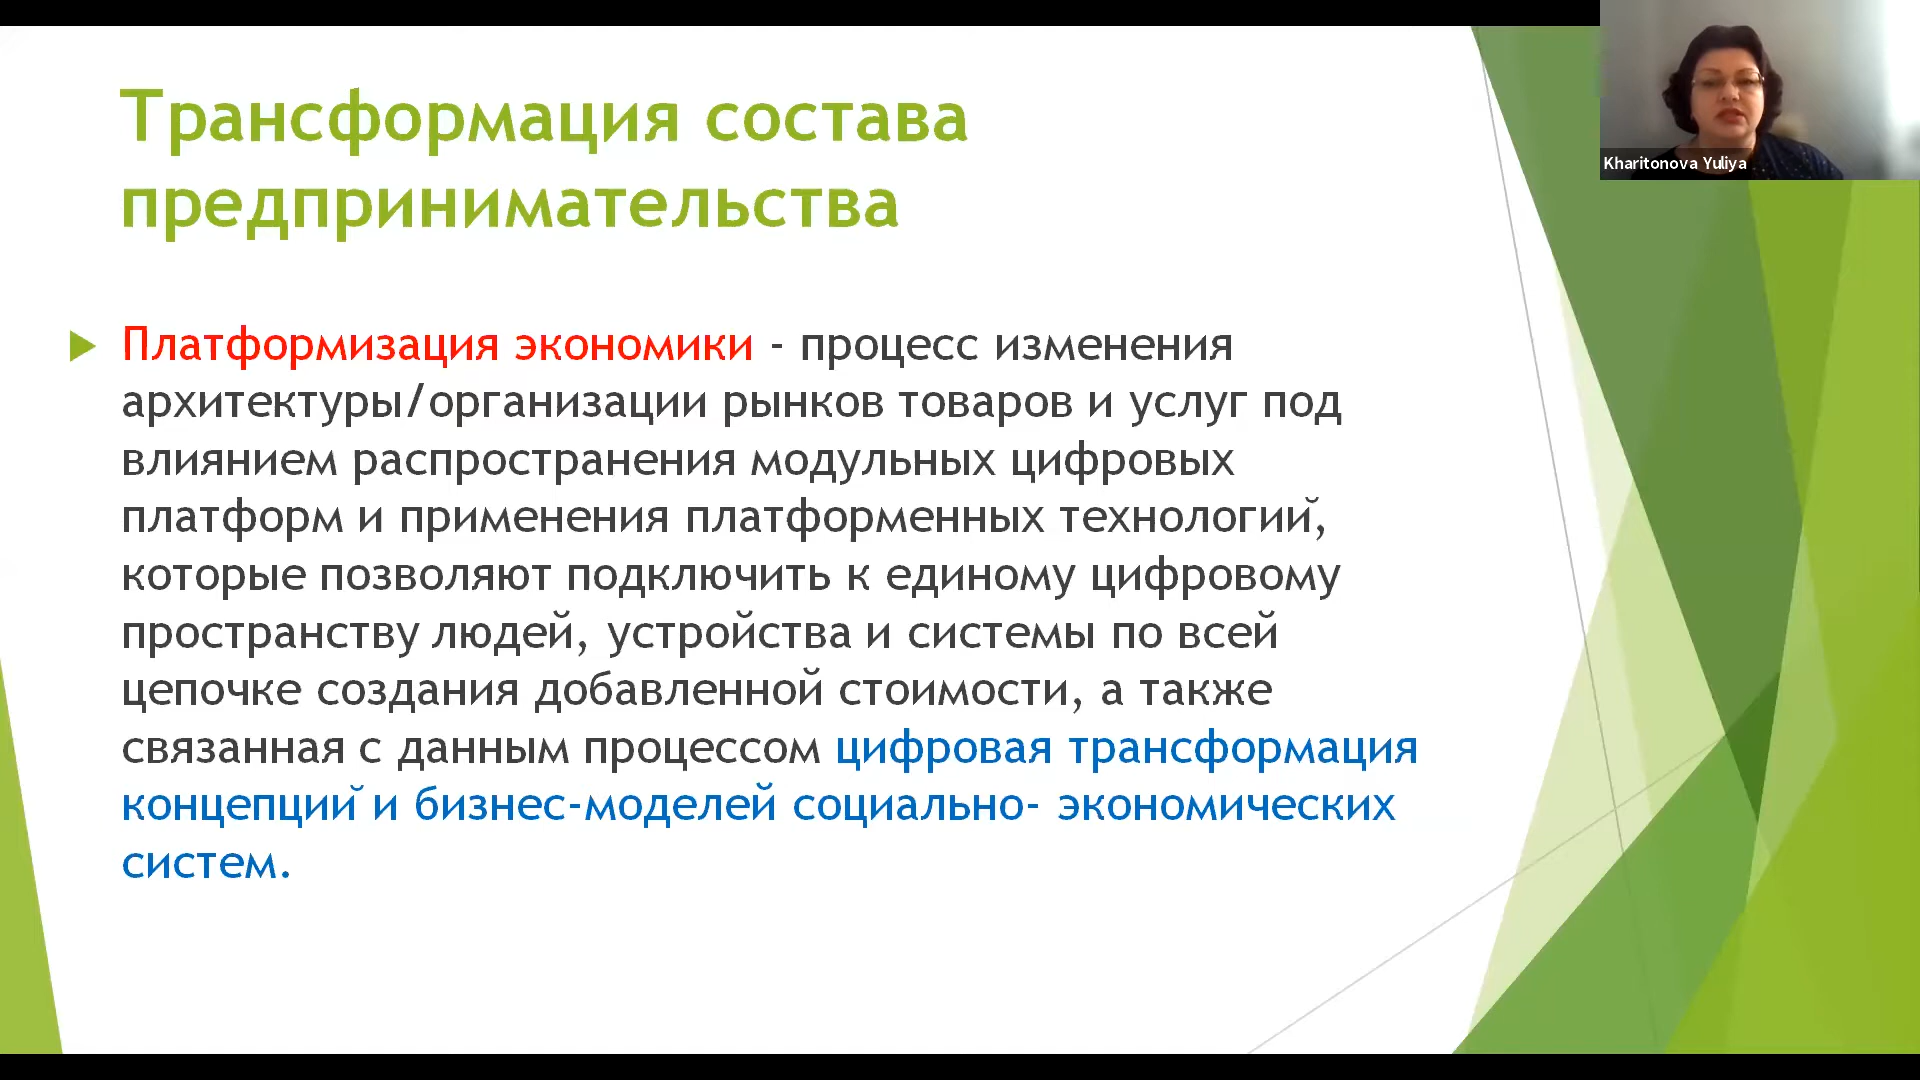 Трансформация состава
предпринимательства
Kharitonova Yuliya
Платформизация экономики - процесс изменения
архитектуры/организации рынков товаров и услуг под
влиянием распространения модульных цифровых
платформ и применения платформенных технологий,
которые позволяют подключить к единому цифровому
пространству людей, устройства и системы по всей
цепочке создания добавленной стоимости, а также
связанная с данным процессом цифровая трансформация
концепций и бизнес-моделей социально- экономических
систем.